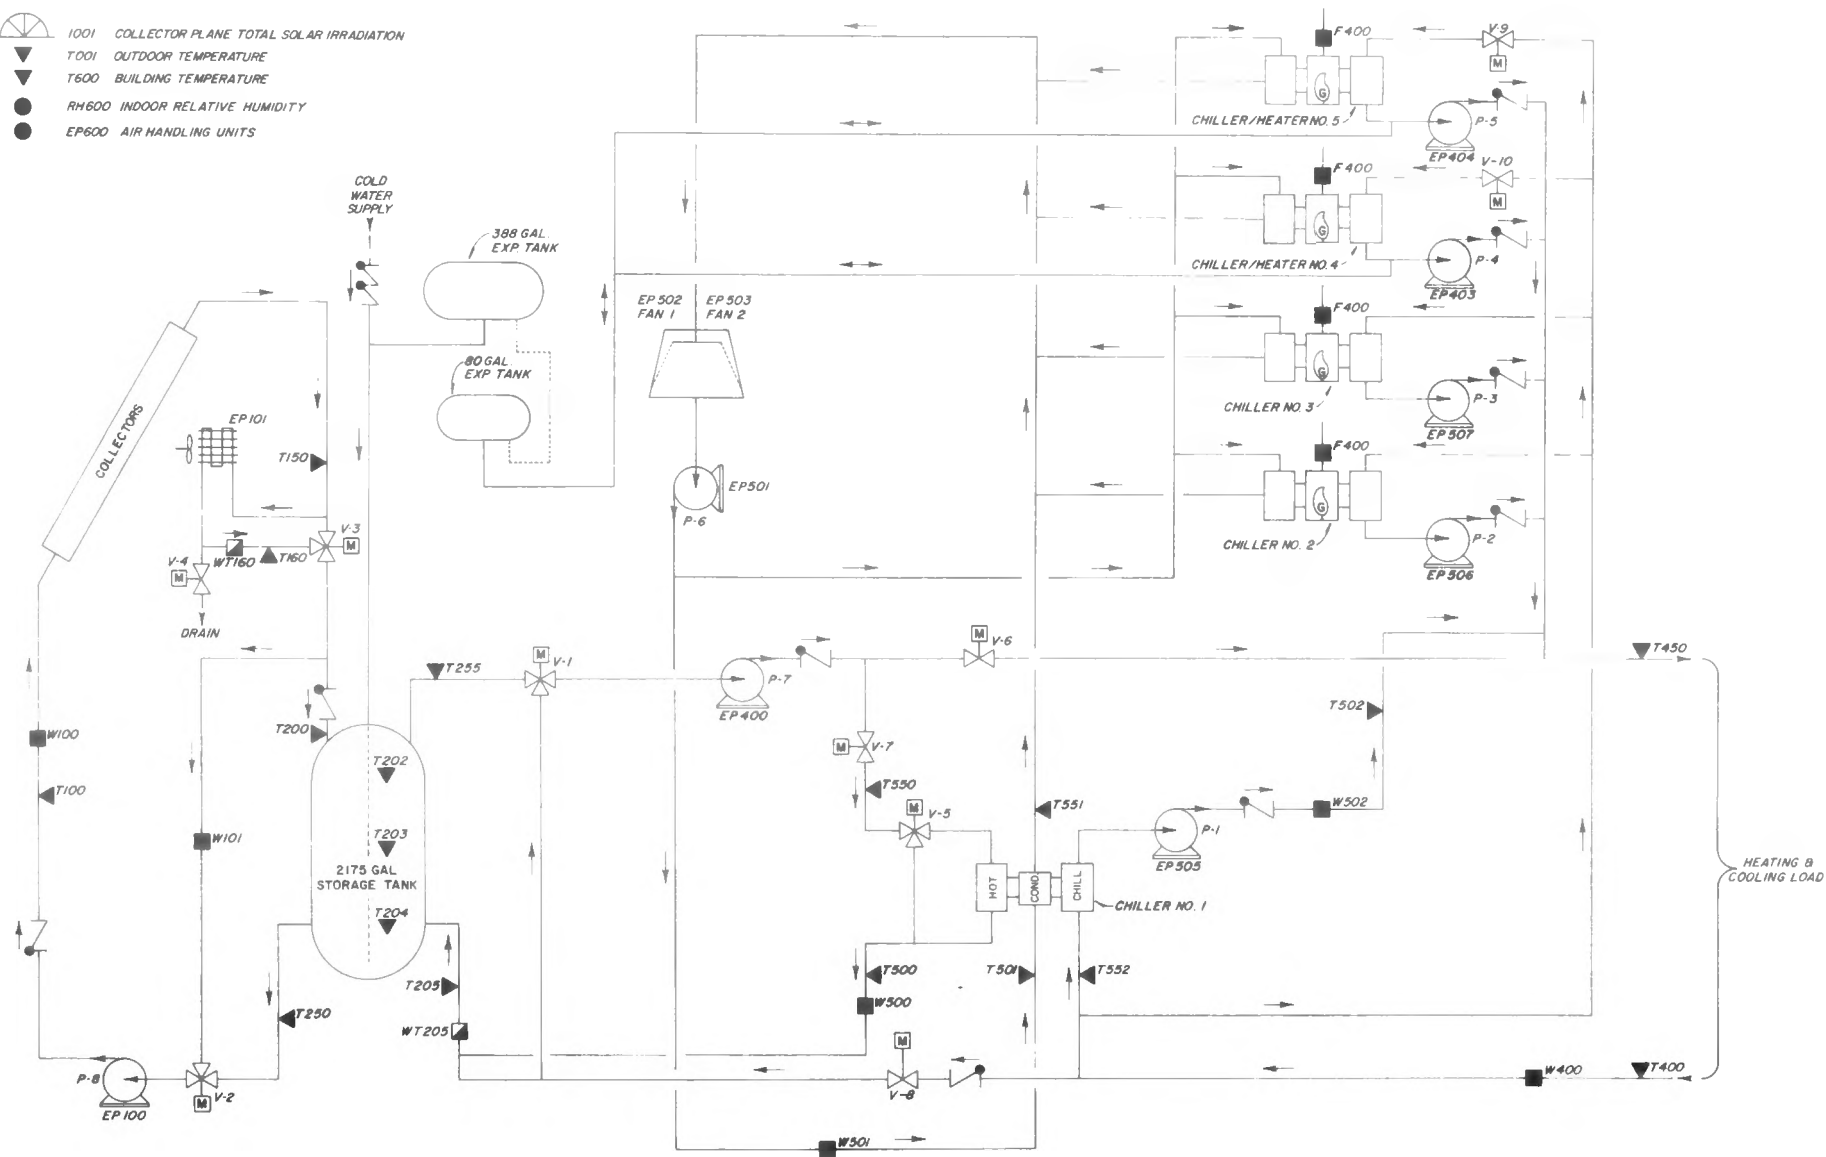 I001 COLLECTOR PLANE TOTAL SOLAR IRRADIATION
T001 OUTDOOR TEMPERATURE
T600 BUILDING TEMPERATURE
RH600 INDOOR RELATIVE HUMIDITY
EP600 AIR HANDLING UNITS
F400
V-9
M
G
CHILLER/HEATER NO. 5
P-5
EP404
F400
V-10
M
G
CHILLER/HEATER NO. 4
P-4
EP403
COLD
WATER
SUPPLY
388 GAL.
EXP. TANK
EP502
FAN 1
EP503
FAN 2
F400
G
CHILLER NO. 3
P-3
EP507
80 GAL.
EXP TANK
COLLECTORS
EP101
T150
F400
G
CHILLER NO. 2
P-2
EP506
EP501
P-6
V-3
M
WT160
T160
V-4
M
DRAIN
T255
M
V-1
P-7
EP400
M
V-6
T450
T502
W100
T200
T202
M
V-7
T100
T550
M
V-5
T551
W502
P-1
EP505
W101
T203
2175 GAL
STORAGE TANK
T204
HOT
COND.
CHILL
CHILLER NO. 1
HEATING &
COOLING LOAD
T205
T500
T501
T552
W500
T250
WT205
M
V-8
P-8
EP100
M
V-2
W400
T400
W501